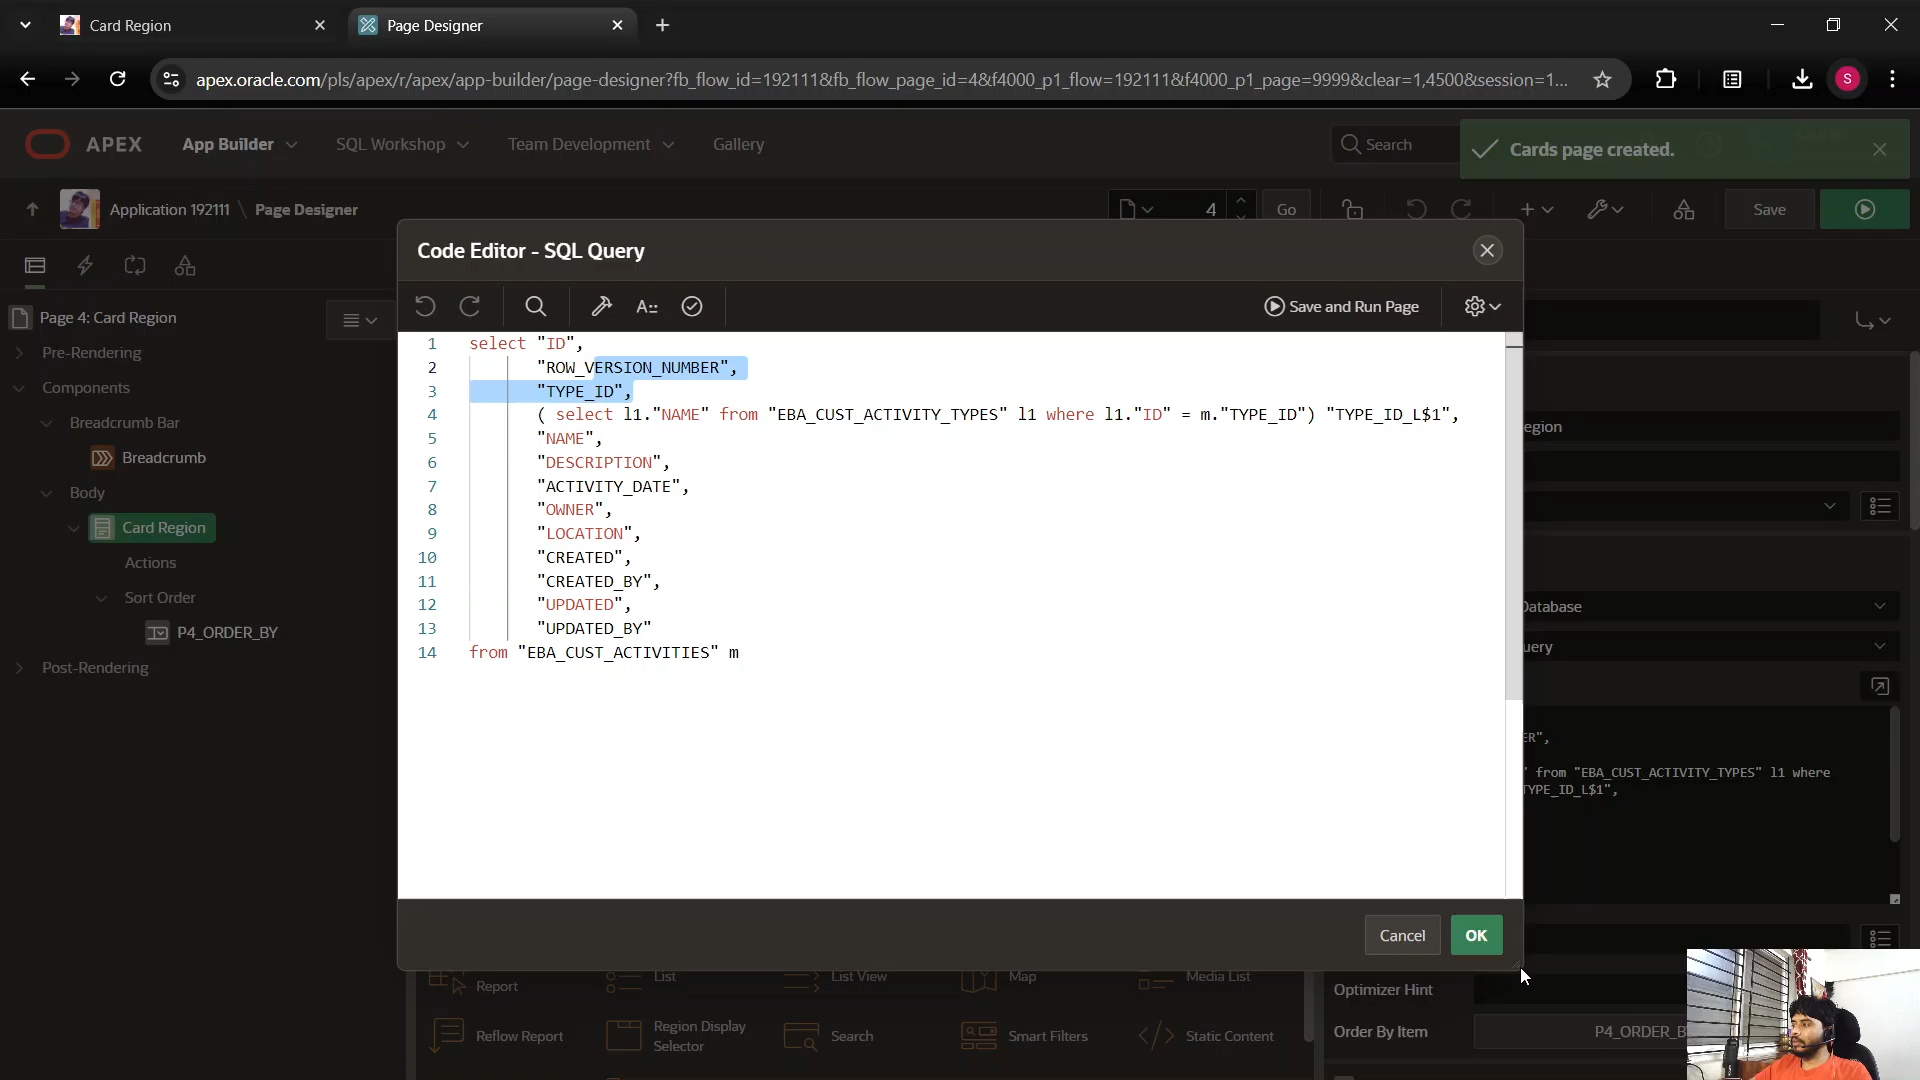 Card Region
Page Designer
apex.oracle.com/pls/apex/r/apex/app-builder/page-designer?fb_flow_id=192111&fb_flow_page_id=4&f4000_p1_flow=192111&f4000_p1_page=9999&clear=1,4500&session=1...
S
APEX
App Builder
SQL Workshop
Team Development
Gallery
Search
Cards page created.
Application 192111 \ Page Designer
4
Go
Save
Code Editor - SQL Query
Save and Run Page
Page 4: Card Region
Pre-Rendering
Components
Breadcrumb Bar
Breadcrumb
Body
Card Region
Actions
Sort Order
P4_ORDER_BY
Post-Rendering
1 select "ID",
2 "ROW_VERSION_NUMBER",
3 "TYPE_ID",
4 ( select l1."NAME" from "EBA_CUST_ACTIVITY_TYPES" l1 where l1."ID" = m."TYPE_ID") "TYPE_ID_L$1",
5 "NAME",
6 "DESCRIPTION",
7 "ACTIVITY_DATE",
8 "OWNER",
9 "LOCATION",
10 "CREATED",
11 "CREATED_BY",
12 "UPDATED",
13 "UPDATED_BY"
14 from "EBA_CUST_ACTIVITIES" m
egion
Database
uery
ER",
' from "EBA_CUST_ACTIVITY_TYPES" l1 where
TYPE_ID_L$1",
Cancel
OK
Report
List
List View
Map
Media List
Reflow Report
Region Display
Selector
Search
Smart Filters
Static Content
Optimizer Hint
Order By Item
P4_ORDER_B